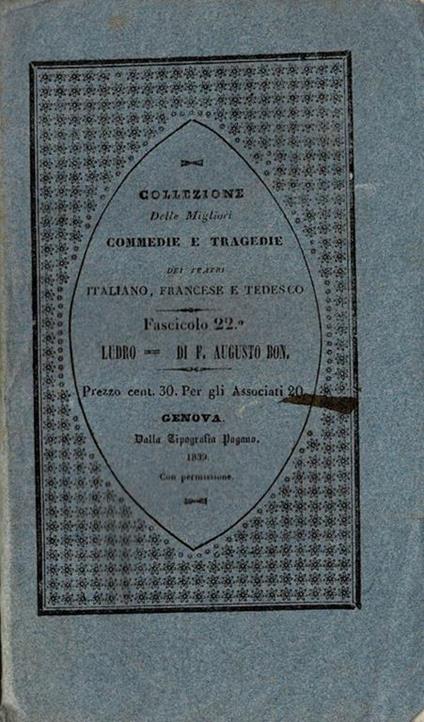 COLLEZIONE
Delle Migliori
COMMEDIE E TRAGEDIE
DEI TEATRI
ITALIANO, FRANCESE E TEDESCO
Fascicolo 22.°
LUDRO = DI F. AUGUSTO BON.
Prezzo cent. 30. Per gli Associati 20
GENOVA.
Dalla Tipografia Pagano.
1839.
Con permissione.